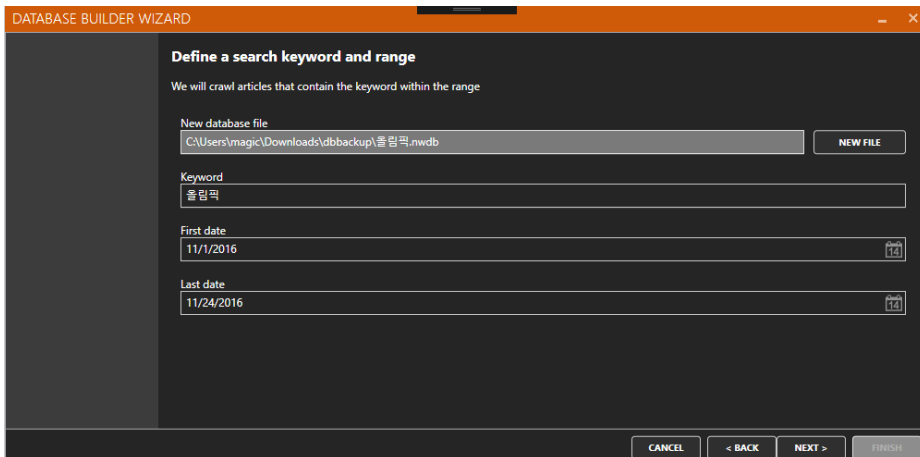 DATABASE BUILDER WIZARD
Define a search keyword and range
We will crawl articles that contain the keyword within the range
New database file
C:\Users\magic\Downloads\dbbackup\올림픽.nwdb
NEW FILE
Keyword
올림픽
First date
11/1/2016
14
Last date
11/24/2016
14
CANCEL
< BACK
NEXT >
FINISH